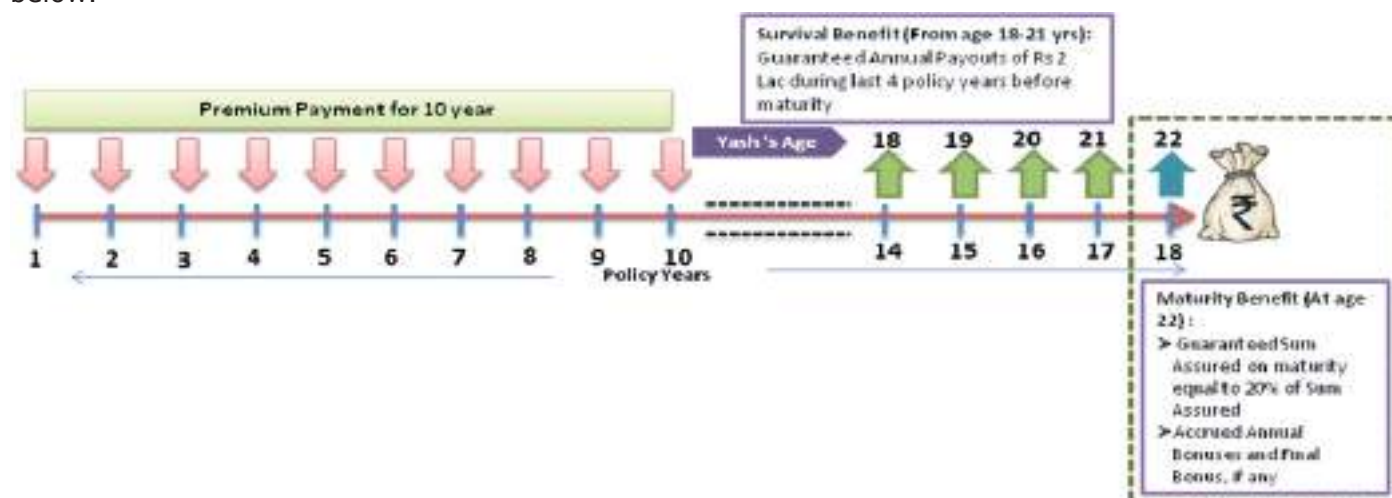 below:
Survival Benefit (From age 18-21 yrs):
Guaranteed Annual Payouts of Rs 2
Lac during last 4 policy years before
maturity
Premium Payment for 10 year
Yash's Age
18 19 20 21 22
₹
1 2 3 4 5 6 7 8 9 10 14 15 16 17 18
Policy Years
Maturity Benefit (At age
22) :
➢ Guaranteed Sum
Assured on maturity
equal to 20% of Sum
Assured
➢ Accrued Annual
Bonuses and Final
Bonus, if any